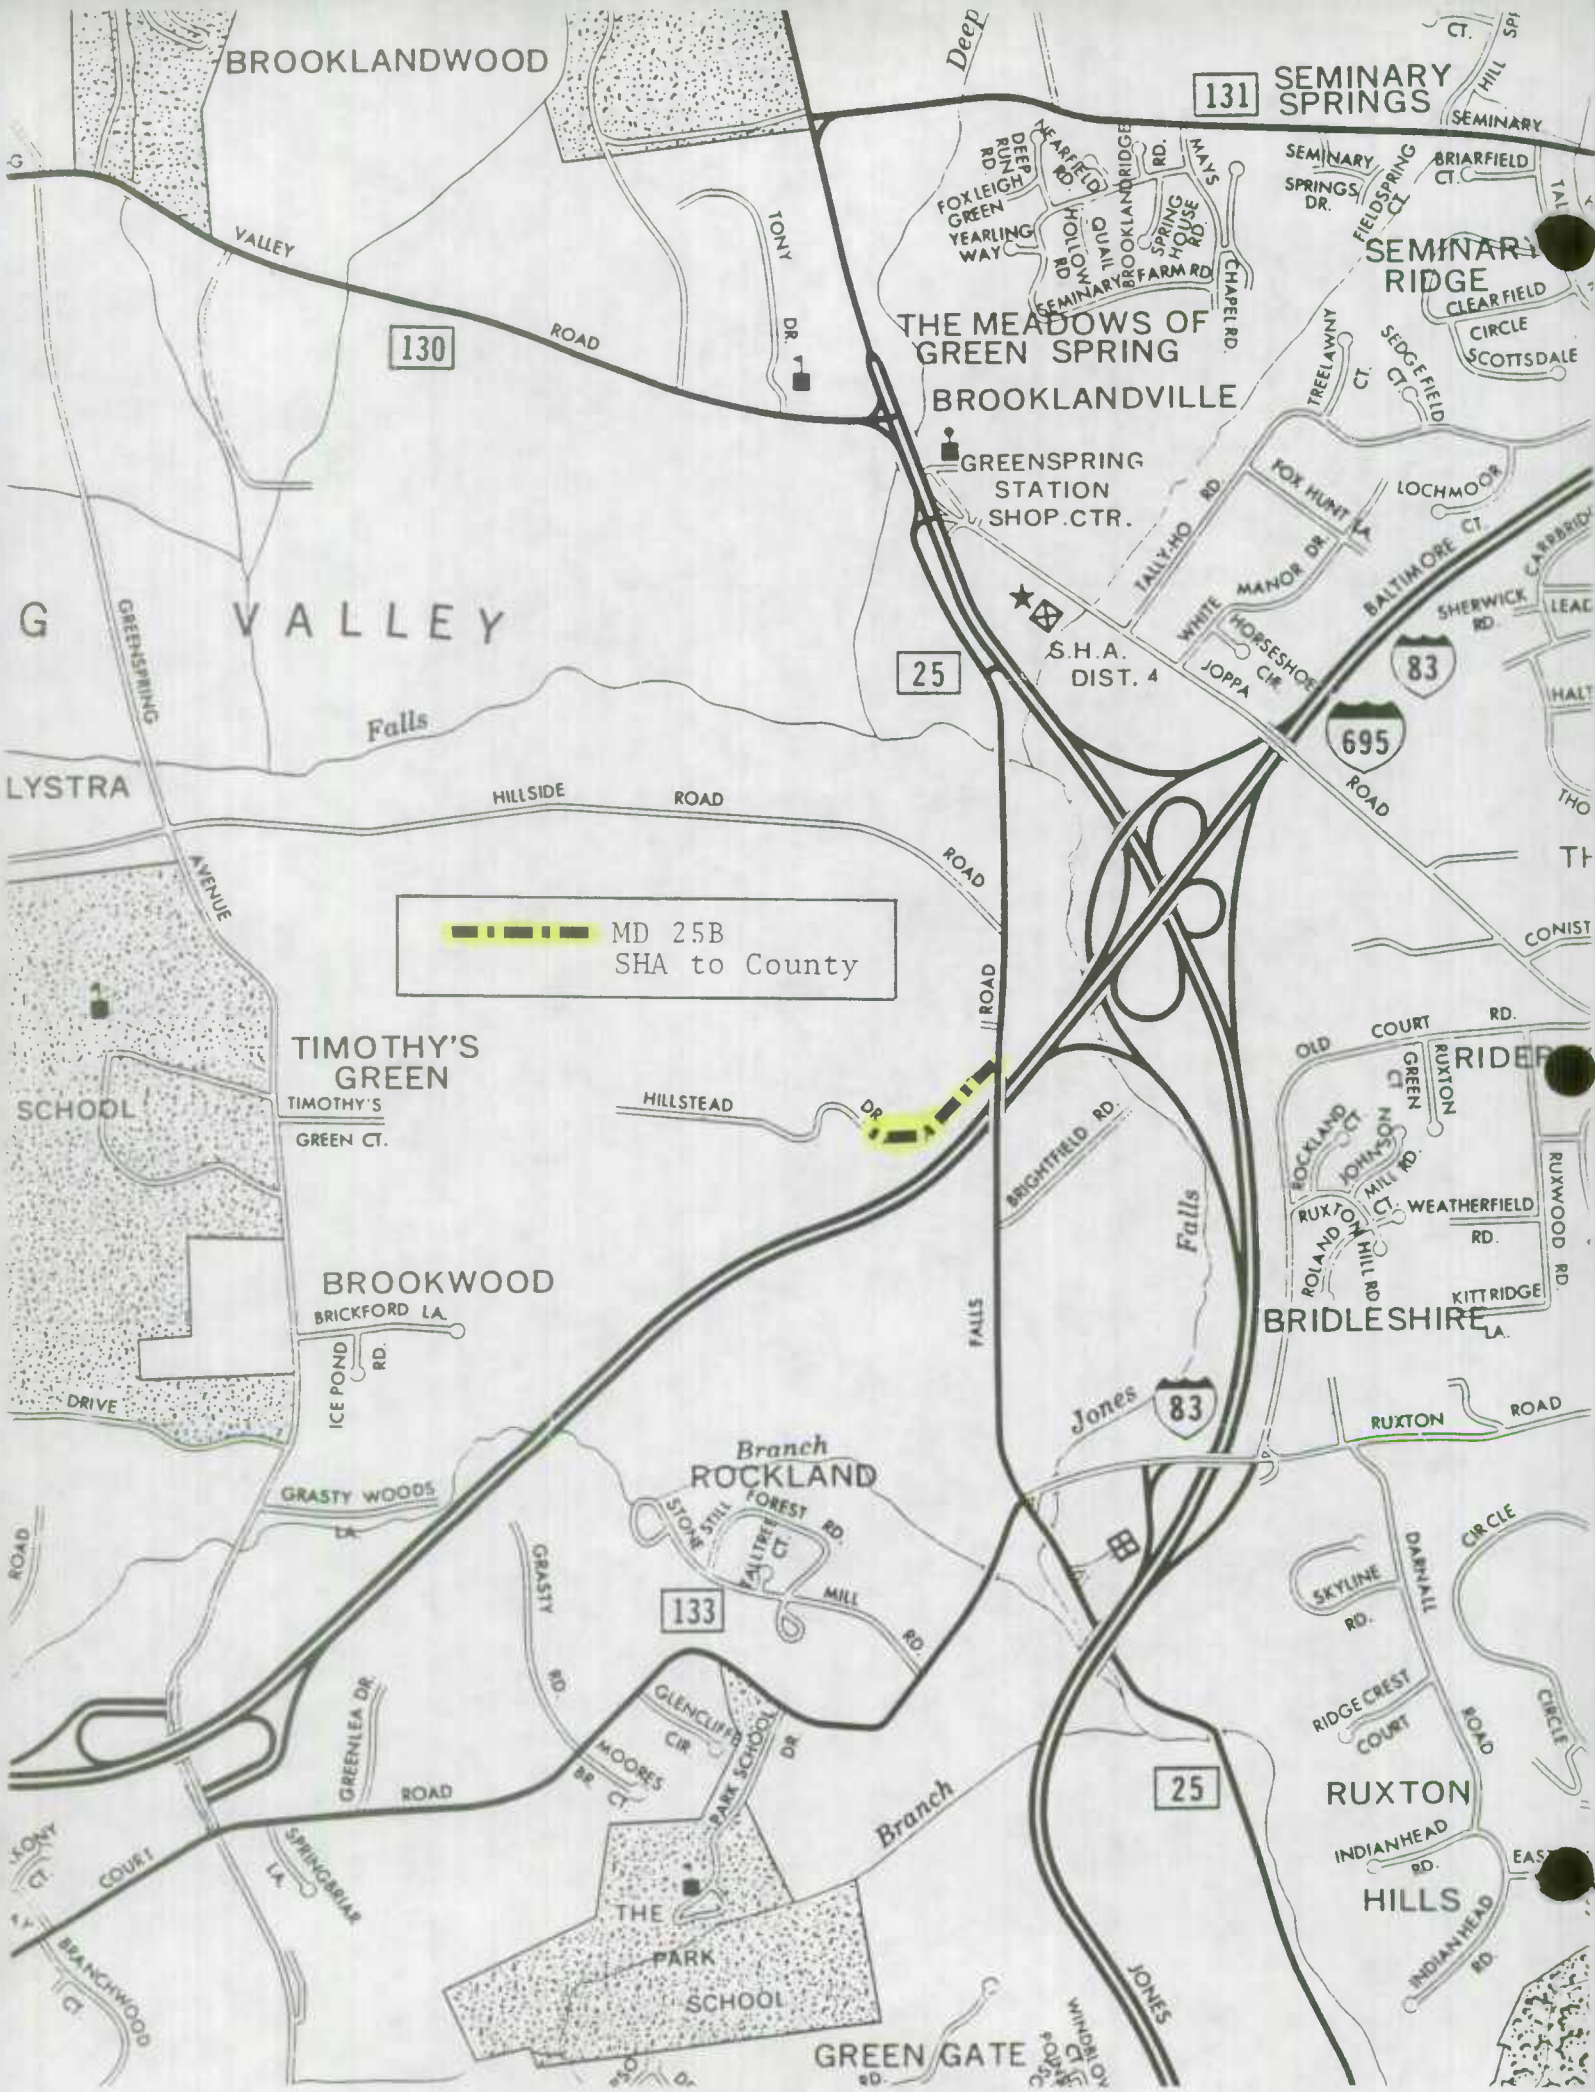 BROOKLANDWOOD
Deep
CT.
HILL
131
SEMINARY
SPRINGS
SEMINARY
VALLEY
ROAD
130
TONY
DR.
DEEP
RUN
RD
NEARFIELD
RD.
FOXLEIGH
GREEN
YEARLING
WAY
HOLLOW
RD
QUAIL
BROOKLANDRIDGE
RD.
SPRING
HOUSE
RD.
MAYS
CHAPEL RD.
SEMINARY FARM RD
SEMINARY
SPRINGS
DR.
FIELDSPRING
CT.
BRIARFIELD
CT.
SEMINARY
RIDGE
CLEARFIELD
CIRCLE
SCOTTSDALE
THE MEADOWS OF
GREEN SPRING
BROOKLANDVILLE
TREELAWNY
CT.
SEDGEFIELD
CT.
GREENSPRING
STATION
SHOP.CTR.
TALLY-HO
RD.
FOX HUNT LA.
LOCHMOOR
CT.
WHITE
MANOR DR.
HORSESHOE
CIR.
BALTIMORE
SHERWICK
RD.
S.H.A.
DIST. 4
JOPPA
ROAD
83
695
25
G
VALLEY
GREENSPRING
AVENUE
Falls
LYSTRA
HILLSIDE
ROAD
ROAD
MD 25B
SHA to County
ROAD
TIMOTHY'S
GREEN
TIMOTHY'S
GREEN CT.
SCHOOL
HILLSTEAD
DR.
BRIGHTFIELD RD.
OLD
COURT
RD.
RUXTON
GREEN
CT
ROCKLAND
CT
JOHNSON
MILL RD.
RUXTON
HILL RD
ROLAND
CT.
WEATHERFIELD
RD.
RUXWOOD RD.
KITTRIDGE
LA.
BRIDLESHIRE
BROOKWOOD
BRICKFORD LA.
ICE POND
RD.
DRIVE
FALLS
Falls
Jones
83
RUXTON
ROAD
Branch
ROCKLAND
GRASTY WOODS
LA.
STONE
STILL
FOREST
RD.
FALLTREE
CT.
MILL
RD.
133
ROAD
GRASTY
RD.
DARNALL
ROAD
SKYLINE
RD.
CIRCLE
CIRCLE
RIDGECREST
COURT
GREENLEA DR.
GLENCLIFFE
CIR
MOORES
BR. CT.
PARK SCHOOL
DR.
ROAD
COURT
SPRINGBRIAR
LA.
Branch
25
RUXTON
HILLS
INDIANHEAD
RD.
INDIANHEAD
RD.
THE
PARK
SCHOOL
BRANCHWOOD
CT
JONES
GREEN GATE
RD.